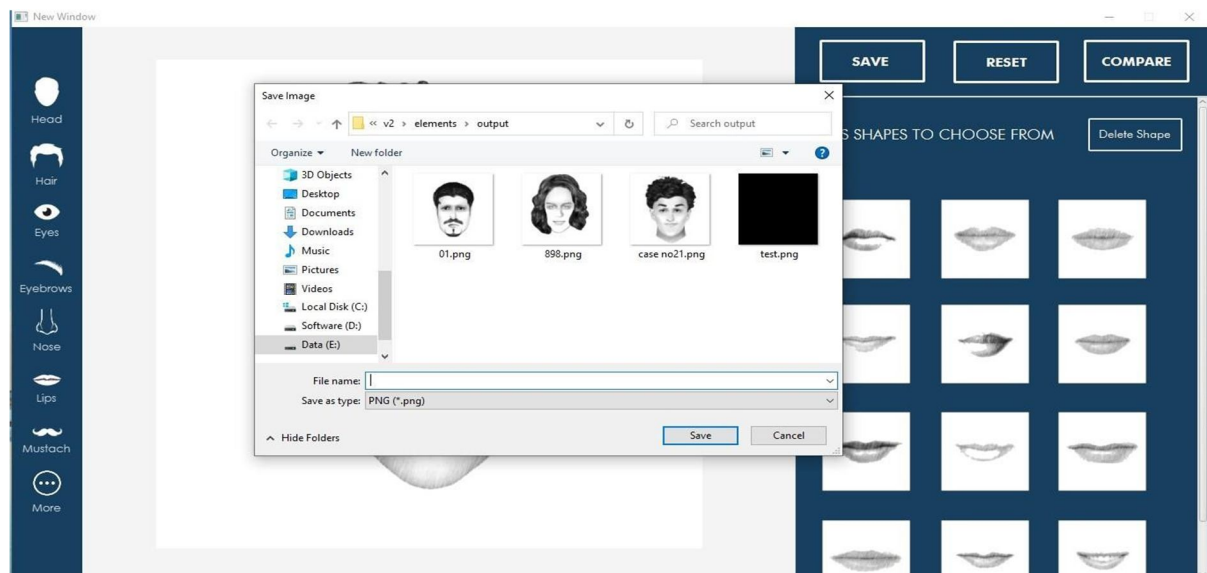 New Window
Head
Hair
Eyes
Eyebrows
Nose
Lips
Mustach
More
Save Image
« v2 › elements › output
Search output
Organize
New folder
3D Objects
Desktop
Documents
Downloads
Music
Pictures
Videos
Local Disk (C:)
Software (D:)
Data (E:)
01.png
898.png
case no21.png
test.png
File name:
Save as type: PNG (*.png)
Hide Folders
Save
Cancel
SAVE
RESET
COMPARE
S SHAPES TO CHOOSE FROM
Delete Shape